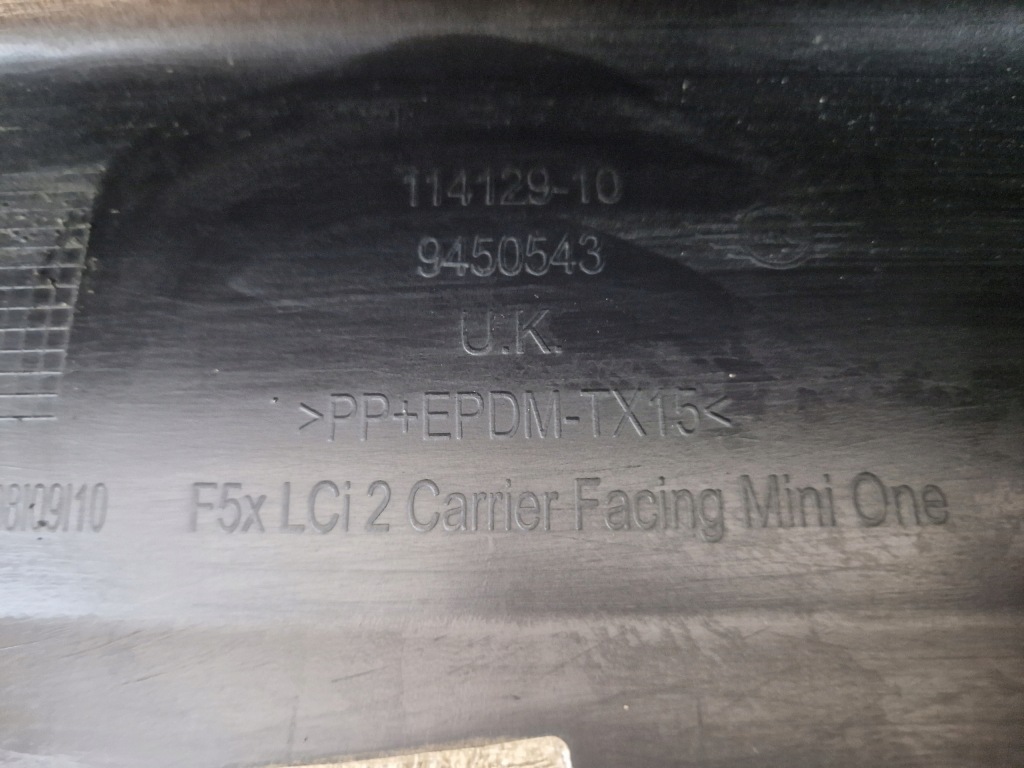 114129-10
9450543
U.K.
>PP+EPDM-TX15<
F5x LCi 2 Carrier Facing Mini One